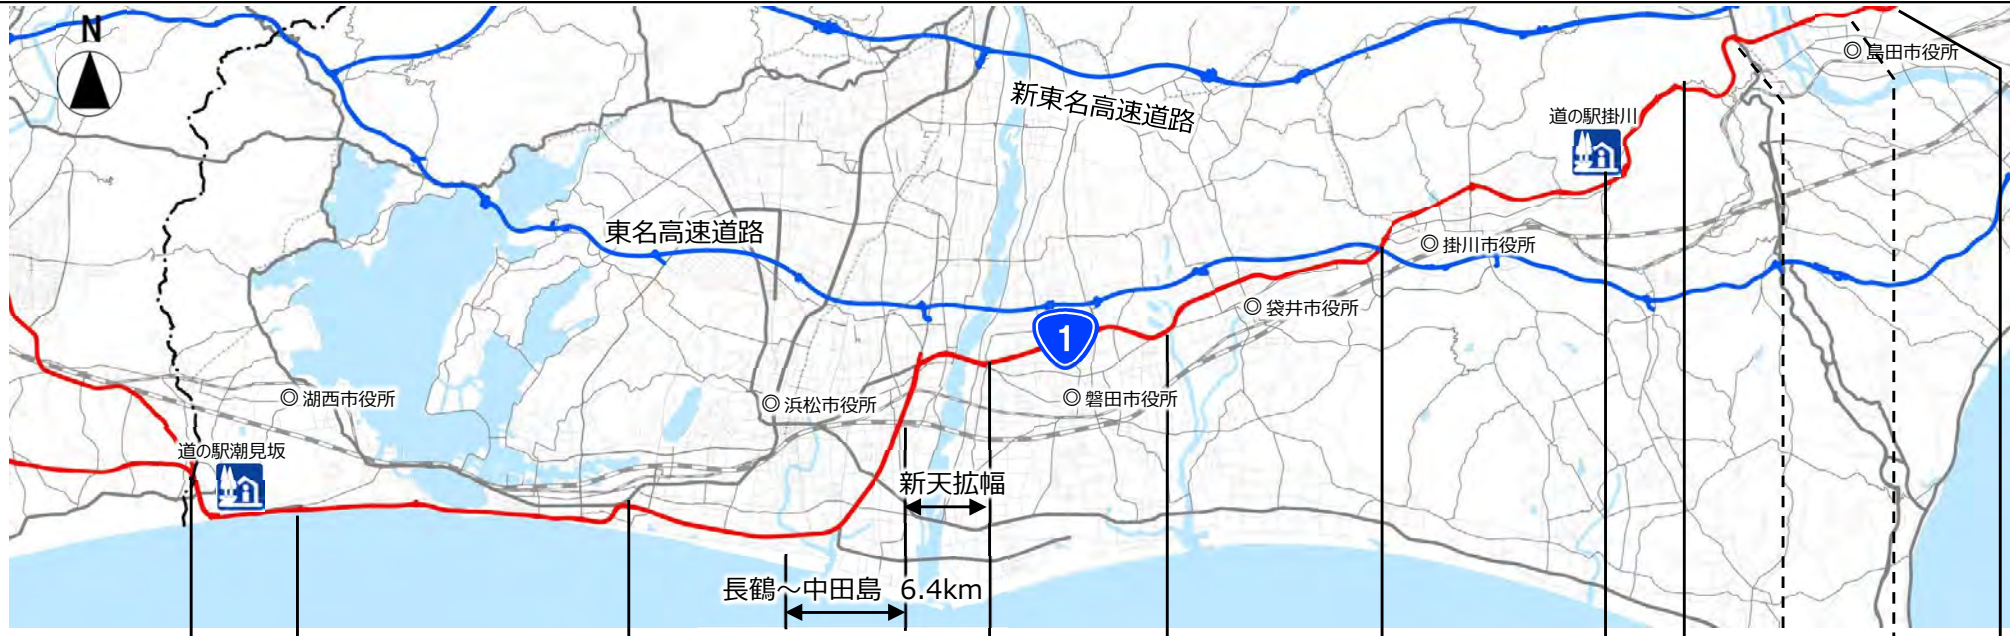 N
◎ 島田市役所
新東名高速道路
道の駅掛川
東名高速道路
◎ 掛川市役所
◎ 袋井市役所
1
◎ 湖西市役所
◎ 浜松市役所
◎ 磐田市役所
道の駅潮見坂
新天拡幅
長鶴～中田島 6.4km